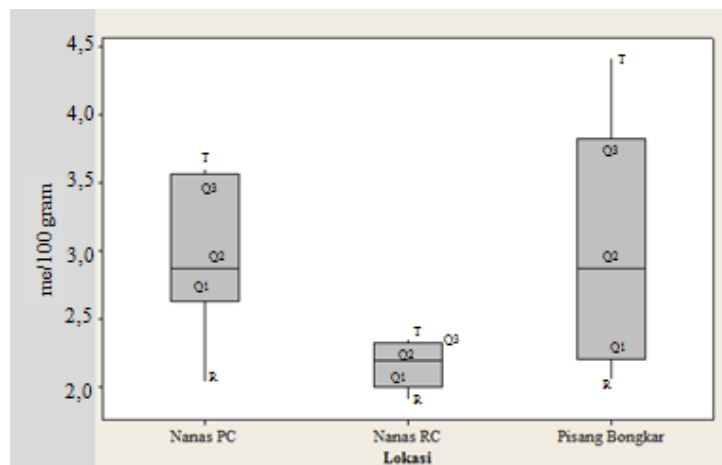 4,5
4,0
3,5
3,0
2,5
2,0
me/100 gram
T
Q3
Q2
Q1
R
T
Q3
Q2
Q1
R
T
Q3
Q2
Q1
R
Nanas PC
Nanas RC
Pisang Bongkar
Lokasi